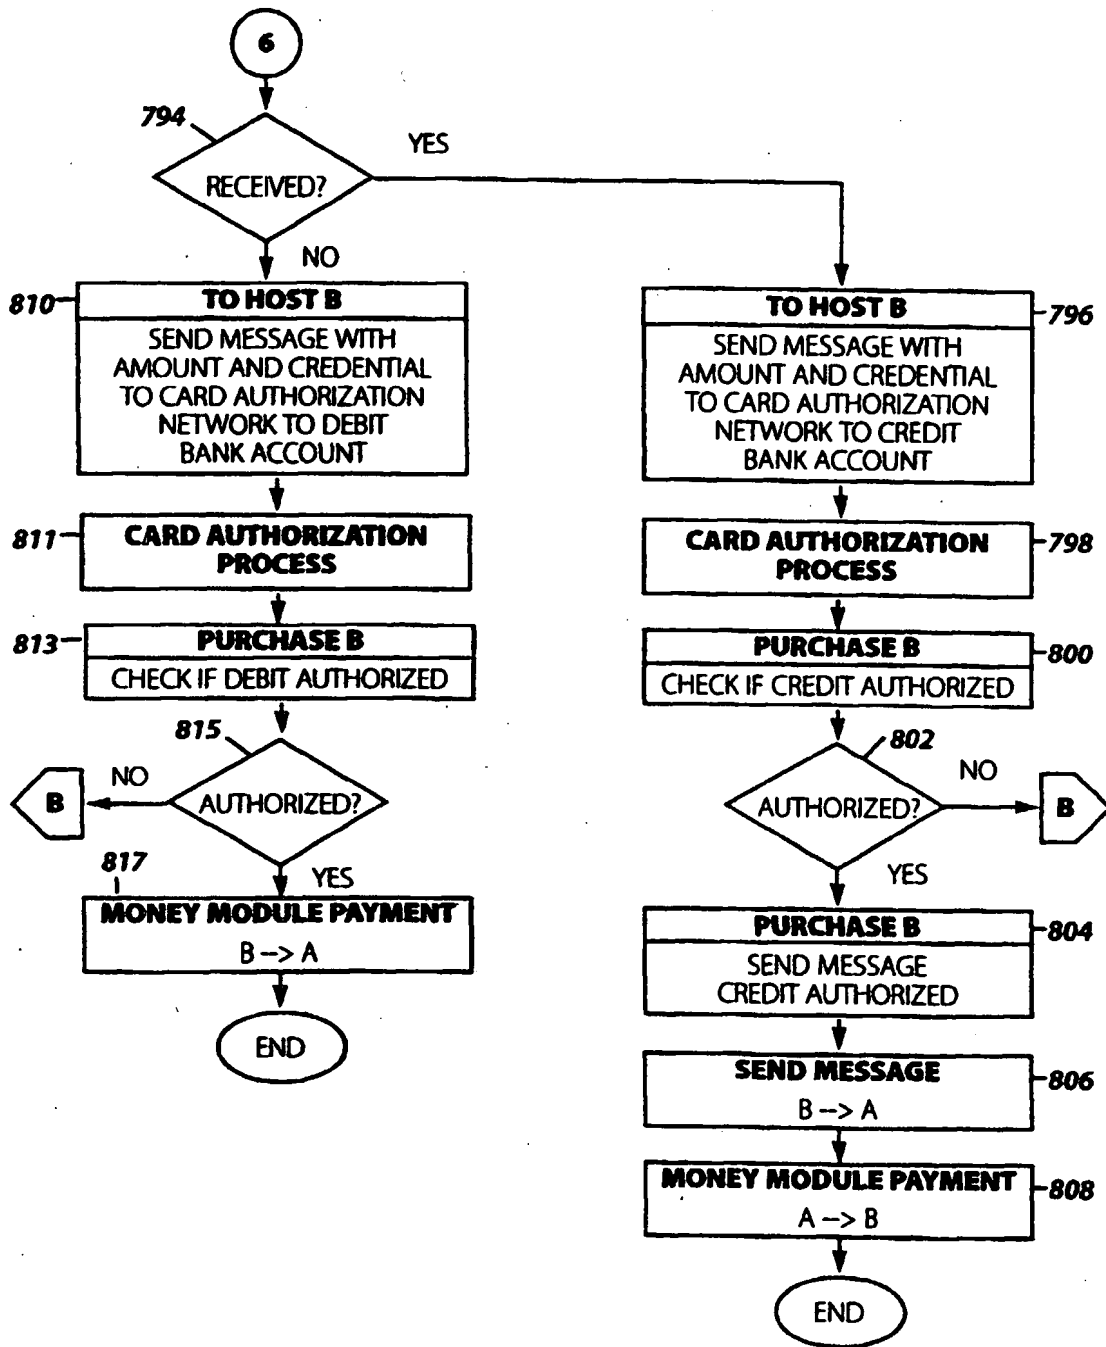 6
794
YES
RECEIVED?
NO
810
TO HOST B
SEND MESSAGE WITH
AMOUNT AND CREDENTIAL
TO CARD AUTHORIZATION
NETWORK TO DEBIT
BANK ACCOUNT
811
CARD AUTHORIZATION
PROCESS
813
PURCHASE B
CHECK IF DEBIT AUTHORIZED
815
NO
B
AUTHORIZED?
817
YES
MONEY MODULE PAYMENT
B --> A
END
TO HOST B
796
SEND MESSAGE WITH
AMOUNT AND CREDENTIAL
TO CARD AUTHORIZATION
NETWORK TO CREDIT
BANK ACCOUNT
CARD AUTHORIZATION
PROCESS
798
PURCHASE B
800
CHECK IF CREDIT AUTHORIZED
802
NO
AUTHORIZED?
B
YES
PURCHASE B
804
SEND MESSAGE
CREDIT AUTHORIZED
SEND MESSAGE
806
B --> A
MONEY MODULE PAYMENT
808
A --> B
END